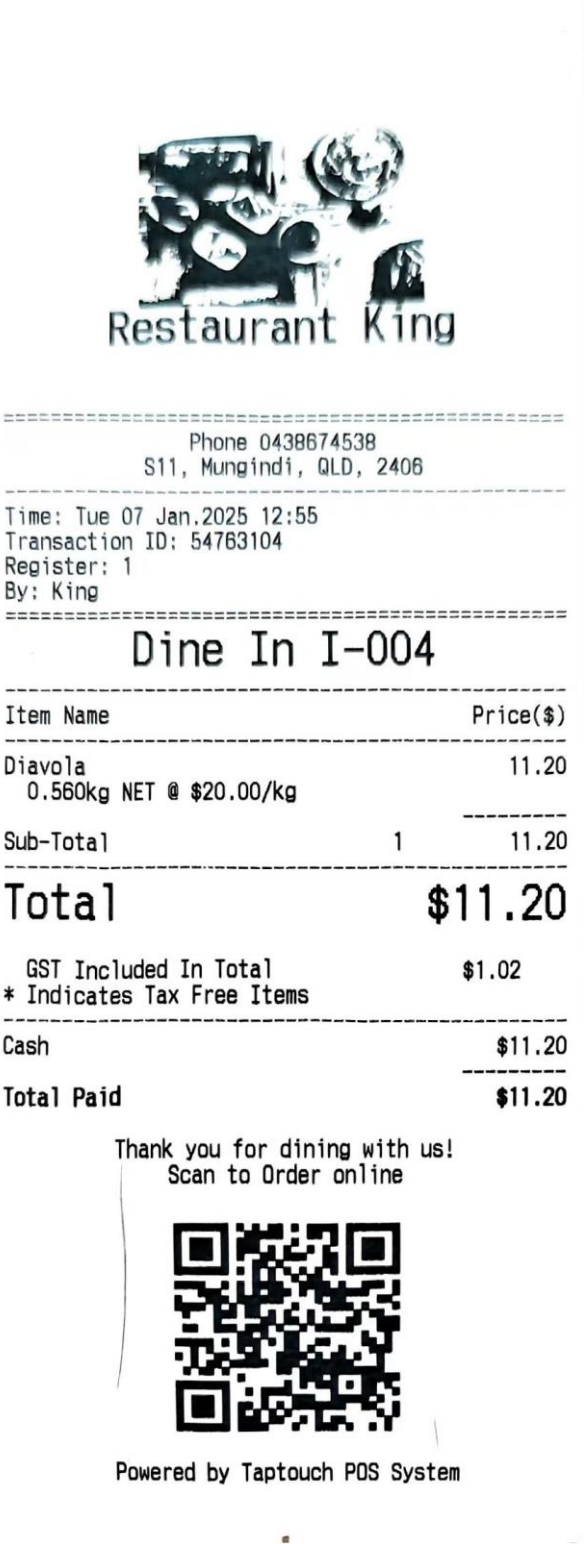 Restaurant King
Phone 0438674538
S11, Mungindi, QLD, 2406
Time: Tue 07 Jan.2025 12:55
Transaction ID: 54763104
Register: 1
By: King
Dine In I-004
Item Name Price($)
Diavola 11.20
0.560kg NET @ $20.00/kg
Sub-Total 1 11.20
Total $11.20
GST Included In Total $1.02
* Indicates Tax Free Items
Cash $11.20
Total Paid $11.20
Thank you for dining with us!
Scan to Order online
Powered by Taptouch POS System